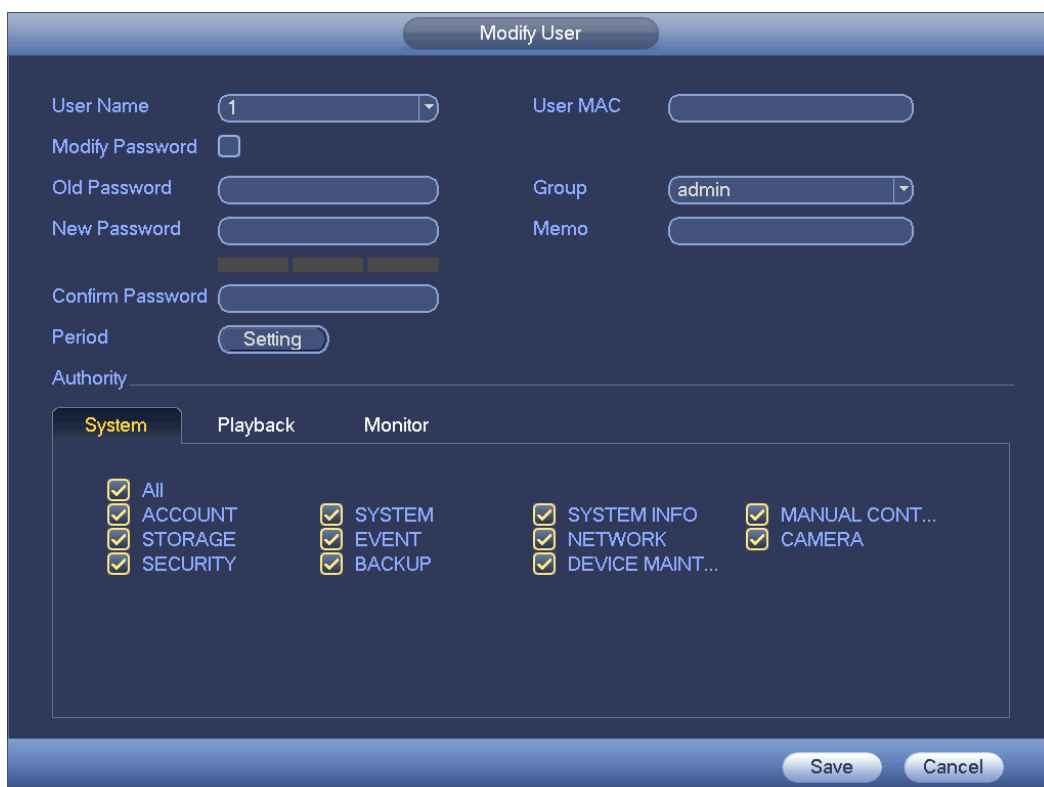 Modify User
User Name 1 User MAC
Modify Password
Old Password Group admin
New Password Memo
Confirm Password
Period Setting
Authority
System Playback Monitor
All
ACCOUNT SYSTEM SYSTEM INFO MANUAL CONT...
STORAGE EVENT NETWORK CAMERA
SECURITY BACKUP DEVICE MAINT...
Save Cancel